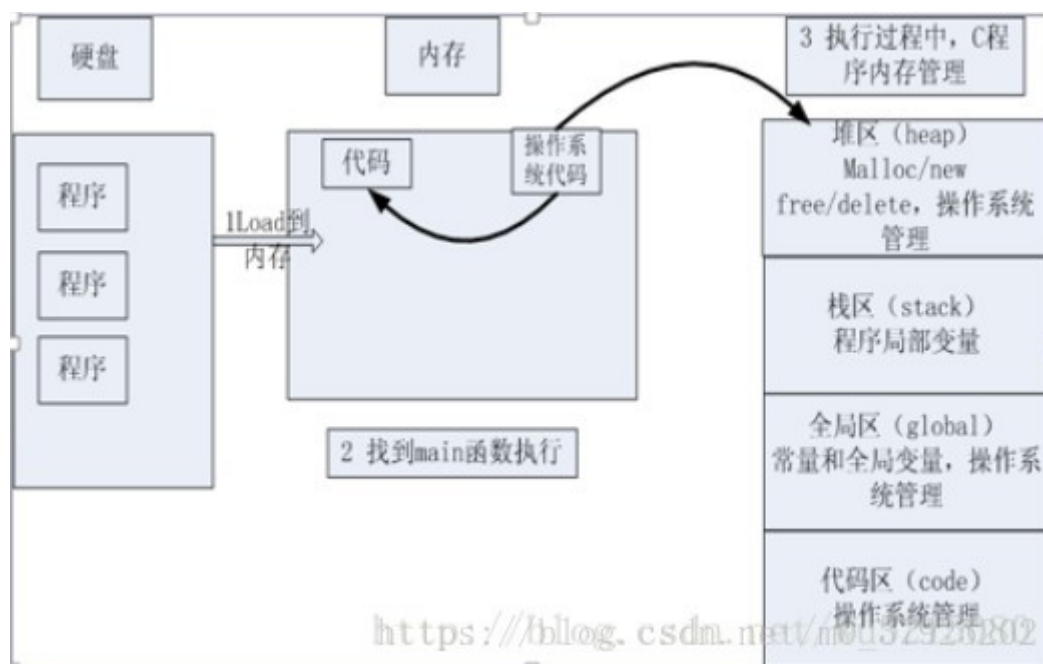 硬盘
内存
3 执行过程中，C程
序内存管理
程序
程序
程序
1Load到
内存
代码
操作系
统代码
2 找到main函数执行
堆区（heap）
Malloc/new
free/delete，操作系统
管理
栈区（stack）
程序局部变量
全局区（global）
常量和全局变量，操作系
统管理
代码区（code）
操作系统管理
https://blog.csdn.net/